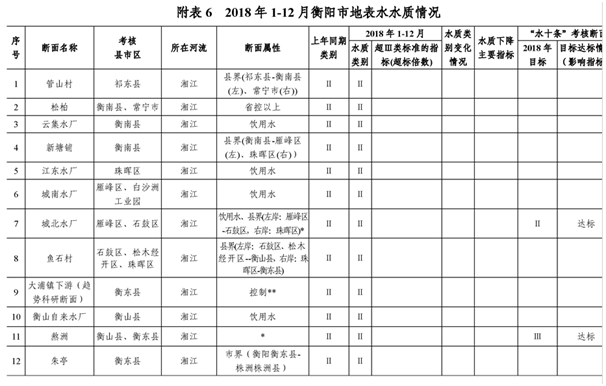 附表 6 2018 年 1-12 月衡阳市地表水水质情况
序号 断面名称 考核县市区 所在河流 断面属性 上年同期类别 2018 年 1-12 月 水质类别变化情况 水质下降主要指标 “水十条”考核断面
水质类别 超Ⅲ类标准的指标(超标倍数) 2018 年目标 目标达标情（影响指标
1 管山村 祁东县 湘江 县界(祁东县-衡南县(左)、常宁市(右)) Ⅱ Ⅱ
2 松柏 衡南县、常宁市 湘江 省控以上 Ⅱ Ⅱ
3 云集水厂 衡南县 湘江 饮用水 Ⅱ Ⅱ
4 新塘铺 衡南县 湘江 县界(衡南县-雁峰区(左)、珠晖区(右)) Ⅱ Ⅱ
5 江东水厂 珠晖区 湘江 饮用水 Ⅱ Ⅱ
6 城南水厂 雁峰区、白沙洲工业园 湘江 饮用水 Ⅱ Ⅱ
7 城北水厂 雁峰区、石鼓区 湘江 饮用水、县界(左岸：雁峰区-石鼓区，右岸：珠晖区)* Ⅱ Ⅱ Ⅱ 达标
8 鱼石村 石鼓区、松木经开区、珠晖区 湘江 县界(左岸：石鼓区、松木经开区--衡山县，右岸：珠晖区-衡东县) Ⅱ Ⅱ
9 大浦镇下游（趋势科研断面） 衡东县 湘江 控制** Ⅱ Ⅱ
10 衡山自来水厂 衡山县 湘江 饮用水 Ⅱ Ⅱ
11 熬洲 衡山县、衡东县 湘江 * Ⅱ Ⅱ Ⅲ 达标
12 朱亭 衡东县 湘江 市界（衡阳衡东县-株洲株洲县） Ⅱ Ⅱ